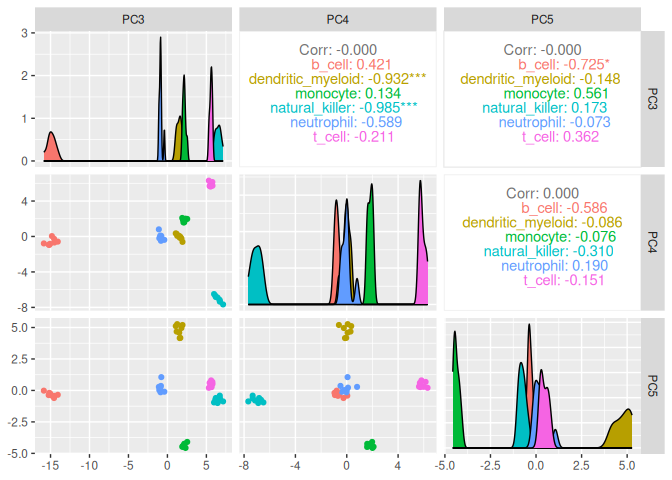 PC3 PC4 PC5
3
2
1
0
Corr: -0.000
b_cell: 0.421
dendritic_myeloid: -0.932***
monocyte: 0.134
natural_killer: -0.985***
neutrophil: -0.589
t_cell: -0.211
Corr: -0.000
b_cell: -0.725*
dendritic_myeloid: -0.148
monocyte: 0.561
natural_killer: 0.173
neutrophil: -0.073
t_cell: 0.362
PC3
4
0
-4
-8
Corr: 0.000
b_cell: -0.586
dendritic_myeloid: -0.086
monocyte: -0.076
natural_killer: -0.310
neutrophil: 0.190
t_cell: -0.151
PC4
5.0
2.5
0.0
-2.5
-5.0
PC5
-15 -10 -5 0 5 -8 -4 0 4 -5.0 -2.5 0.0 2.5 5.0